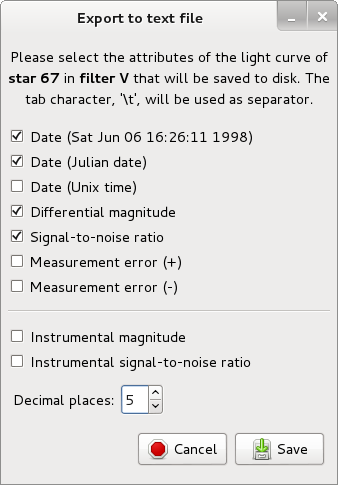 Export to text file
Please select the attributes of the light curve of
star 67 in filter V that will be saved to disk. The
tab character, '\t', will be used as separator.
Date (Sat Jun 06 16:26:11 1998)
Date (Julian date)
Date (Unix time)
Differential magnitude
Signal-to-noise ratio
Measurement error (+)
Measurement error (-)
Instrumental magnitude
Instrumental signal-to-noise ratio
Decimal places: 5
Cancel Save